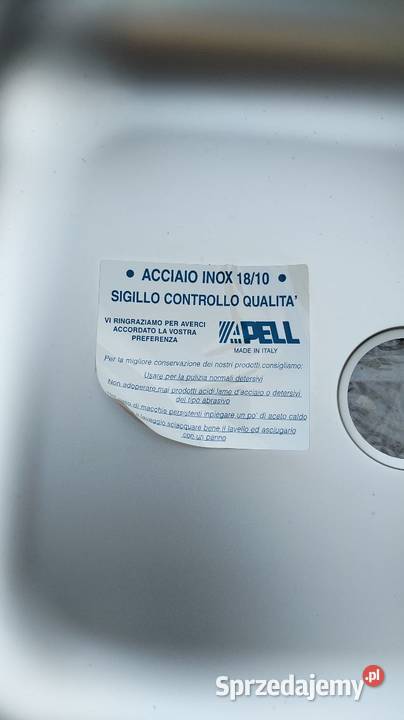 • ACCIAIO INOX 18/10 •
SIGILLO CONTROLLO QUALITA'
VI RINGRAZIAMO PER AVERCI
ACCORDATO LA VOSTRA
PREFERENZA
APELL
MADE IN ITALY
Per la migliore conservazione dei nostri prodotti consigliamo:
Usare per la pulizia normali detersivi
Non adoperare mai prodotti acidi lame d'acciaio o detersivi
del tipo abrasivo
di macchie persistenti impiegare un po' di aceto caldo
lavaggio sciacquare bene il lavello ed asciugarlo
con un panno
Sprzedajemy.pl